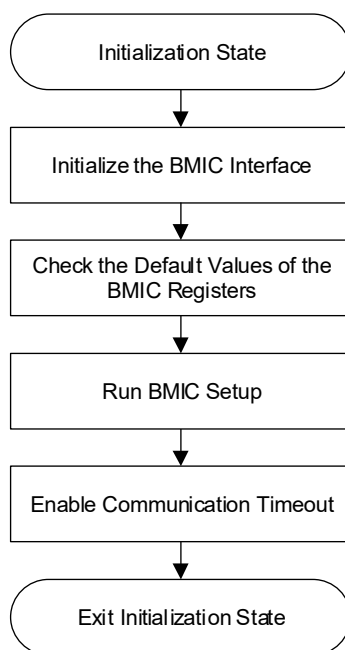 Initialization State
Initialize the BMIC Interface
Check the Default Values of the
BMIC Registers
Run BMIC Setup
Enable Communication Timeout
Exit Initialization State